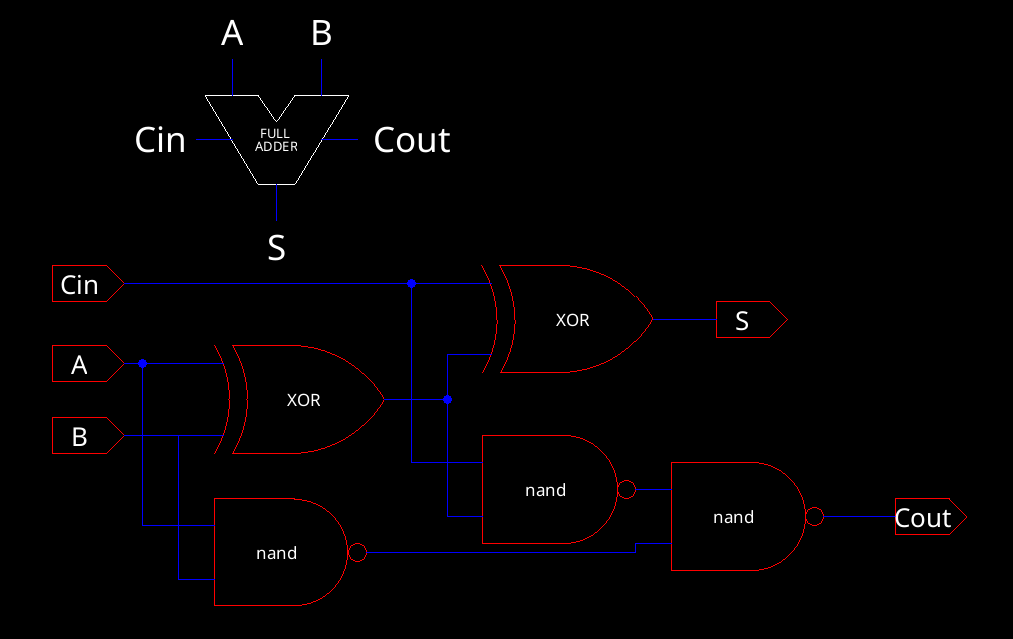 A B
Cin FULL ADDER Cout
S
Cin
XOR S
A
XOR
B
nand
nand
Cout
nand